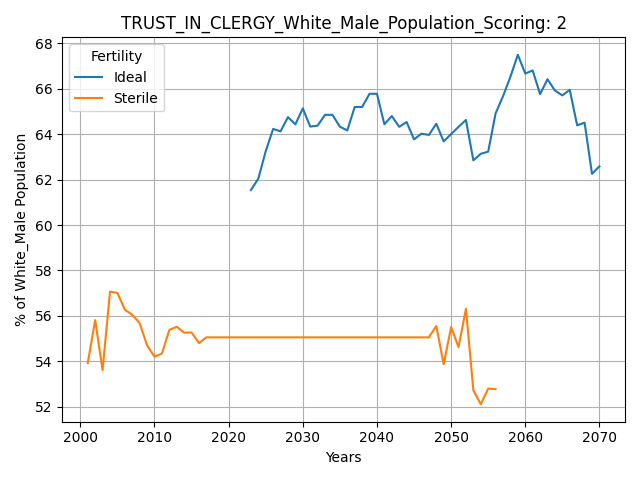 TRUST_IN_CLERGY_White_Male_Population_Scoring: 2
% of White_Male Population
68
66
64
62
60
58
56
54
52
Fertility
Ideal
Sterile
2000 2010 2020 2030 2040 2050 2060 2070
Years